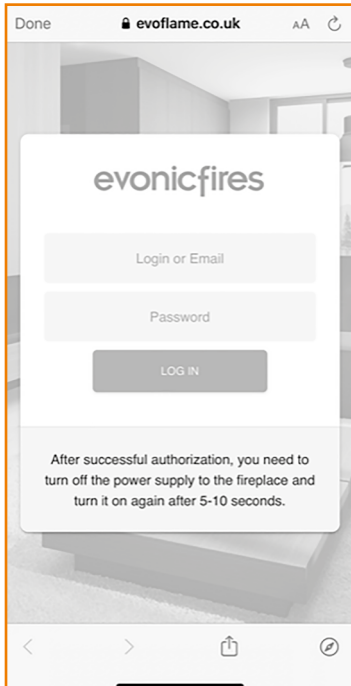 Done evoflame.co.uk AA
evonicfires
Login or Email
Password
LOG IN
After successful authorization, you need to
turn off the power supply to the fireplace and
turn it on again after 5-10 seconds.